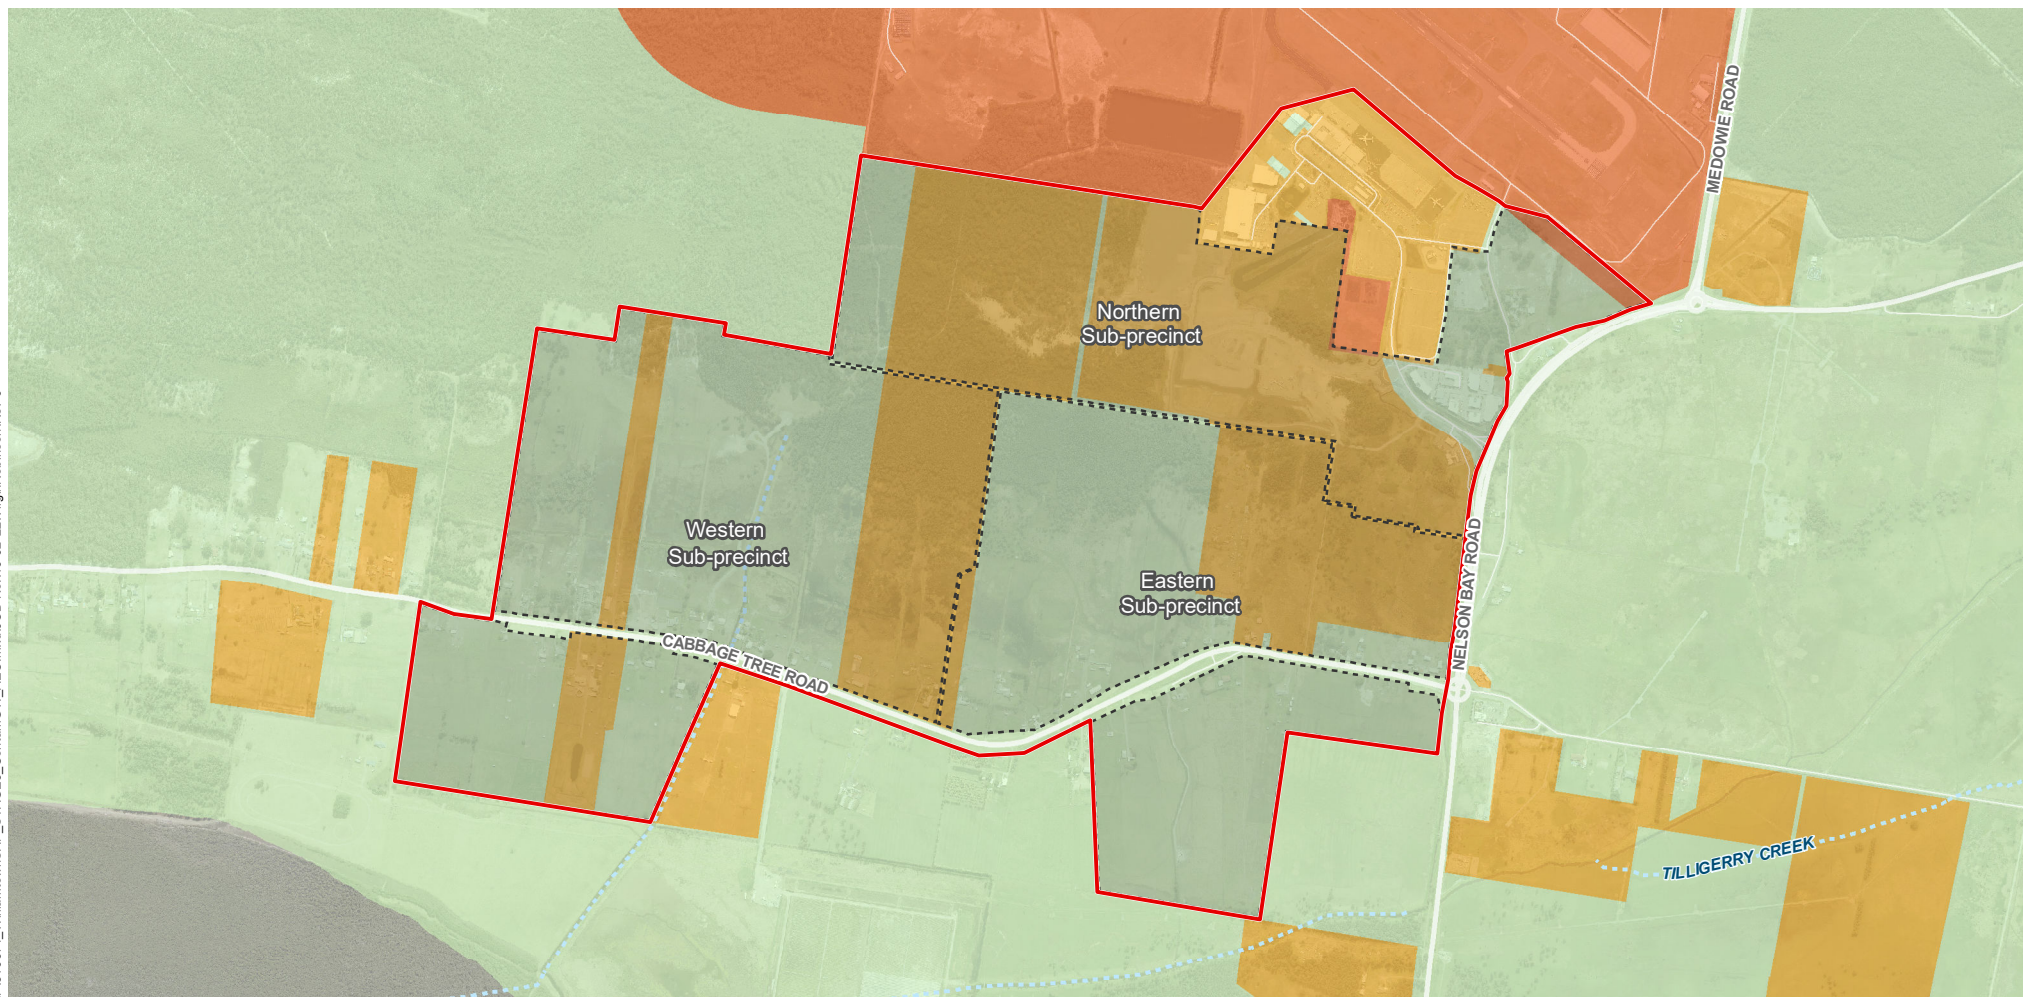 MEDOWIE ROAD
Northern
Sub-precinct
Western
Sub-precinct
Eastern
Sub-precinct
NELSON BAY ROAD
CABBAGE TREE ROAD
TILLIGERRY CREEK